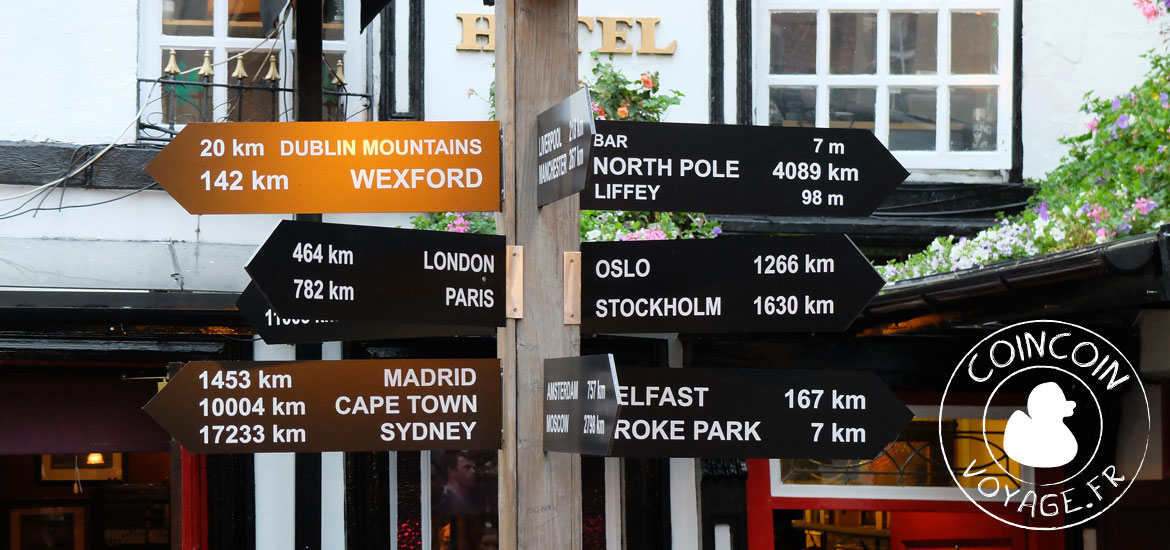 HOTEL
20 km DUBLIN MOUNTAINS
142 km WEXFORD
LIVERPOOL 218 km
MANCHESTER 267 km
BAR 7 m
NORTH POLE 4089 km
LIFFEY 98 m
464 km LONDON
782 km PARIS
OSLO 1266 km
STOCKHOLM 1630 km
1453 km MADRID
10004 km CAPE TOWN
17233 km SYDNEY
AMSTERDAM 757 km
MOSCOW 2798 km
ELFAST 167 km
ROKE PARK 7 km
COINCOIN
VOYAGE.FR